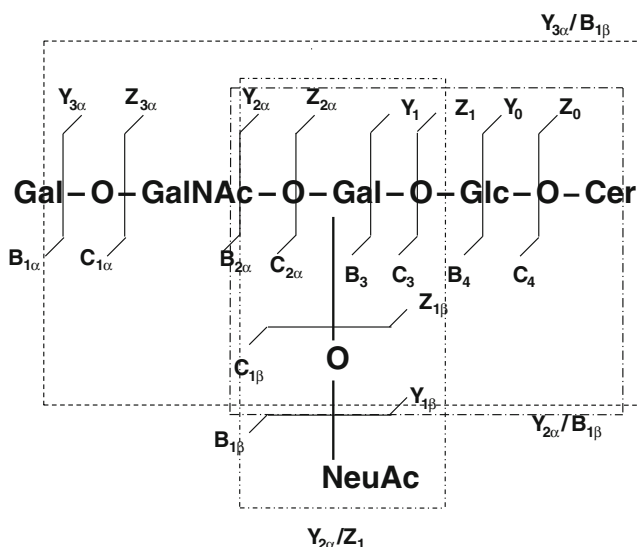 Y3α/B1β
Y3α Z3α Y2α Z2α Y1 Z1 Y0 Z0
Gal–O–GalNAc–O–Gal–O–Glc–O–Cer
B1α C1α B2α C2α B3 C3 B4 C4
Z1β
O
C1β
Y1β
B1β
Y2α/B1β
NeuAc
Y2α/Z1